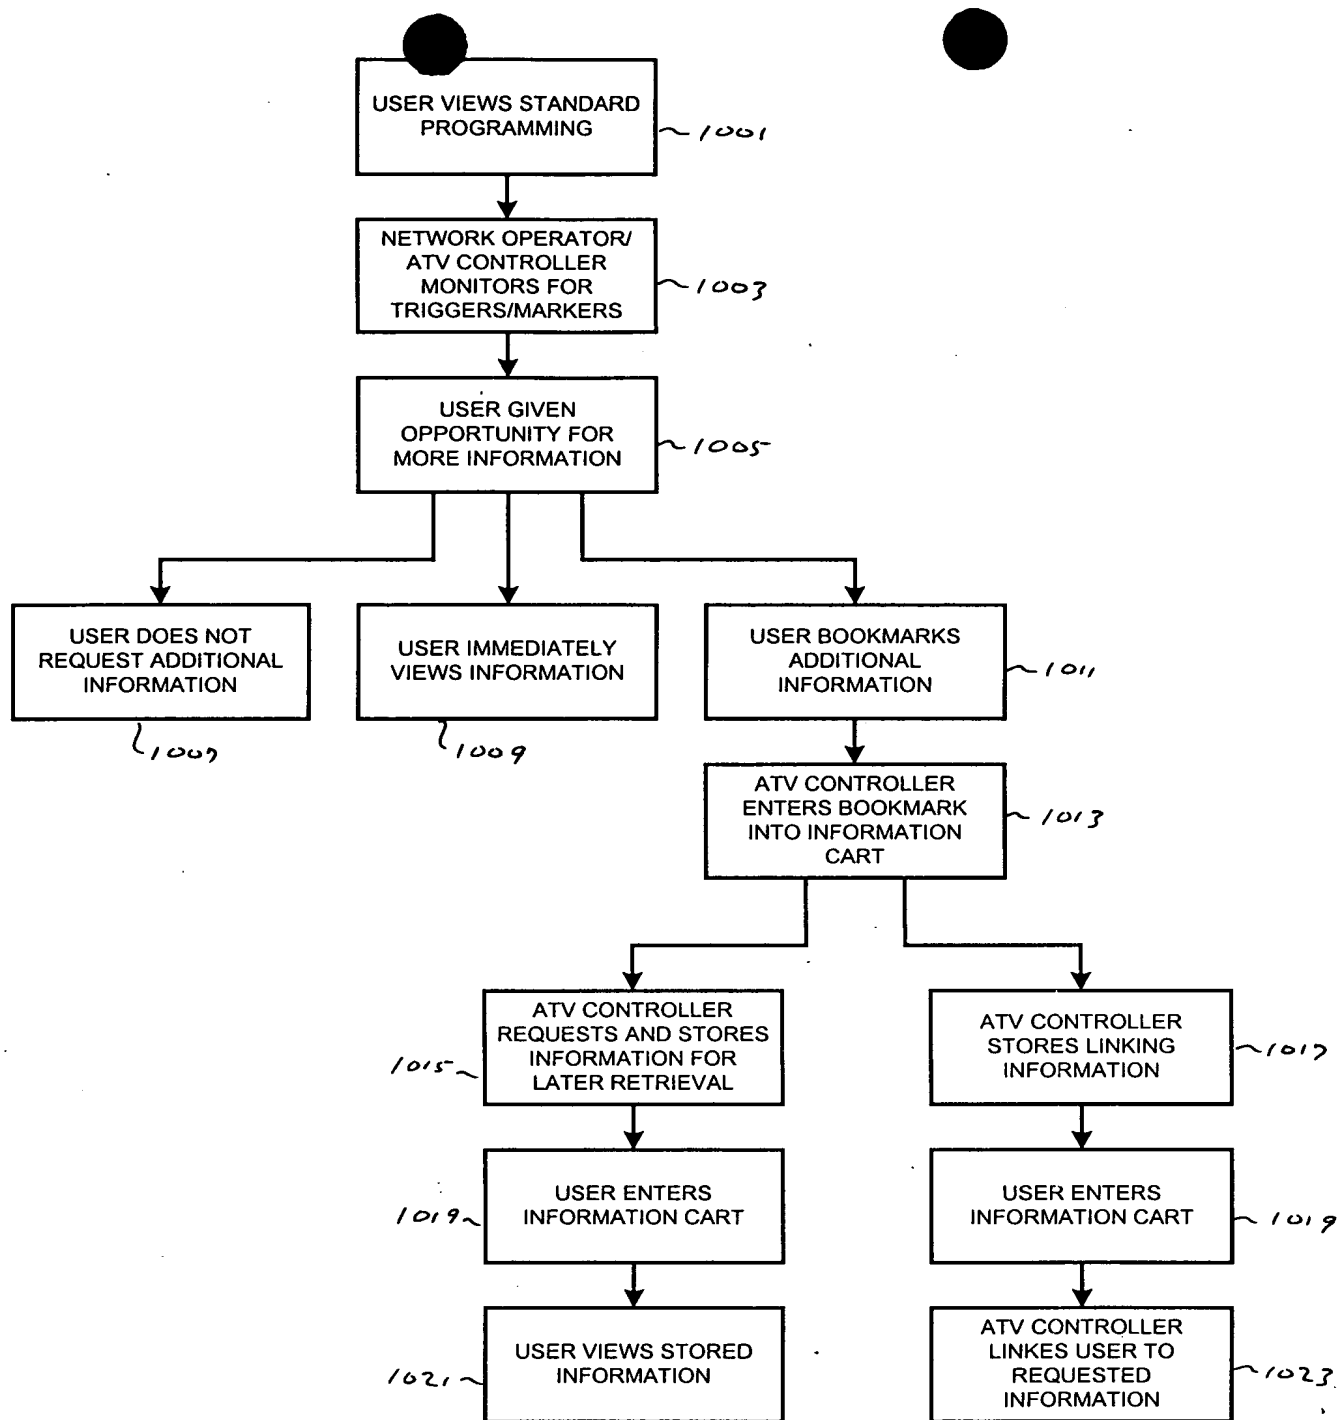 USER VIEWS STANDARD
PROGRAMMING
1001
NETWORK OPERATOR/
ATV CONTROLLER
MONITORS FOR
TRIGGERS/MARKERS
1003
USER GIVEN
OPPORTUNITY FOR
MORE INFORMATION
1005
USER DOES NOT
REQUEST ADDITIONAL
INFORMATION
1007
USER IMMEDIATELY
VIEWS INFORMATION
1009
USER BOOKMARKS
ADDITIONAL
INFORMATION
1011
ATV CONTROLLER
ENTERS BOOKMARK
INTO INFORMATION
CART
1013
ATV CONTROLLER
REQUESTS AND STORES
INFORMATION FOR
LATER RETRIEVAL
1015
ATV CONTROLLER
STORES LINKING
INFORMATION
1017
USER ENTERS
INFORMATION CART
1019
USER ENTERS
INFORMATION CART
1019
USER VIEWS STORED
INFORMATION
1021
ATV CONTROLLER
LINKES USER TO
REQUESTED
INFORMATION
1023